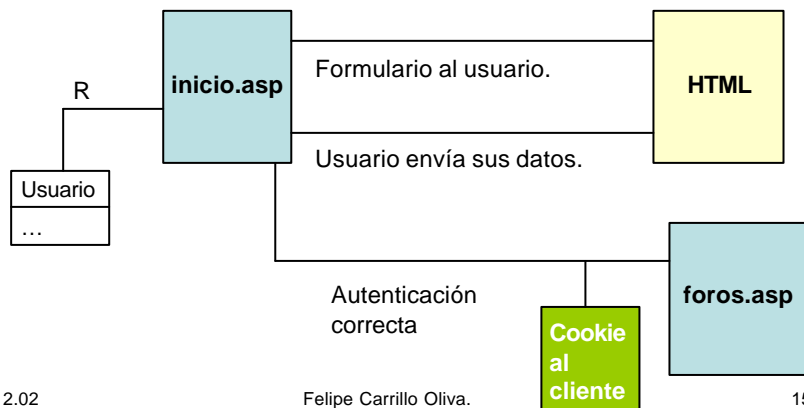 R
inicio.asp
Formulario al usuario.
HTML
Usuario envía sus datos.
Usuario
…
Autenticación
correcta
foros.asp
Cookie
al
cliente
2.02
Felipe Carrillo Oliva.
15